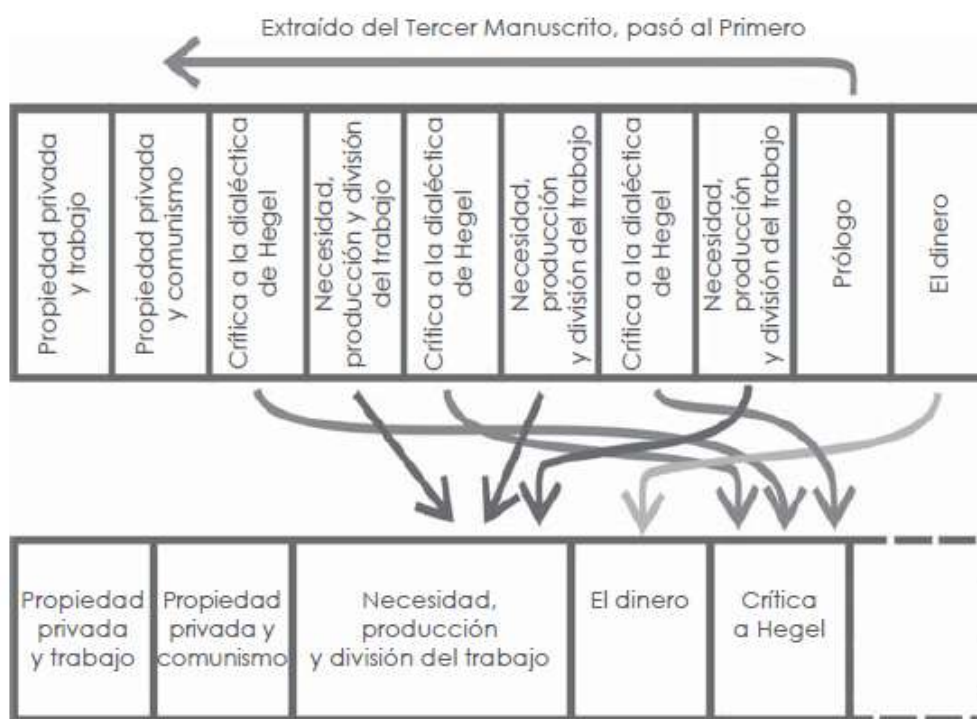 Extraído del Tercer Manuscrito, pasó al Primero
Propiedad privada
y trabajo
Propiedad privada
y comunismo
Crítica a la dialéctica
de Hegel
Necesidad,
producción y división
del trabajo
Crítica a la dialéctica
de Hegel
Necesidad,
producción
y división del trabajo
Crítica a la dialéctica
de Hegel
Necesidad,
producción
y división del trabajo
Prólogo
El dinero
Propiedad
privada
y trabajo
Propiedad
privada y
comunismo
Necesidad,
producción
y división del trabajo
El dinero
Crítica
a Hegel